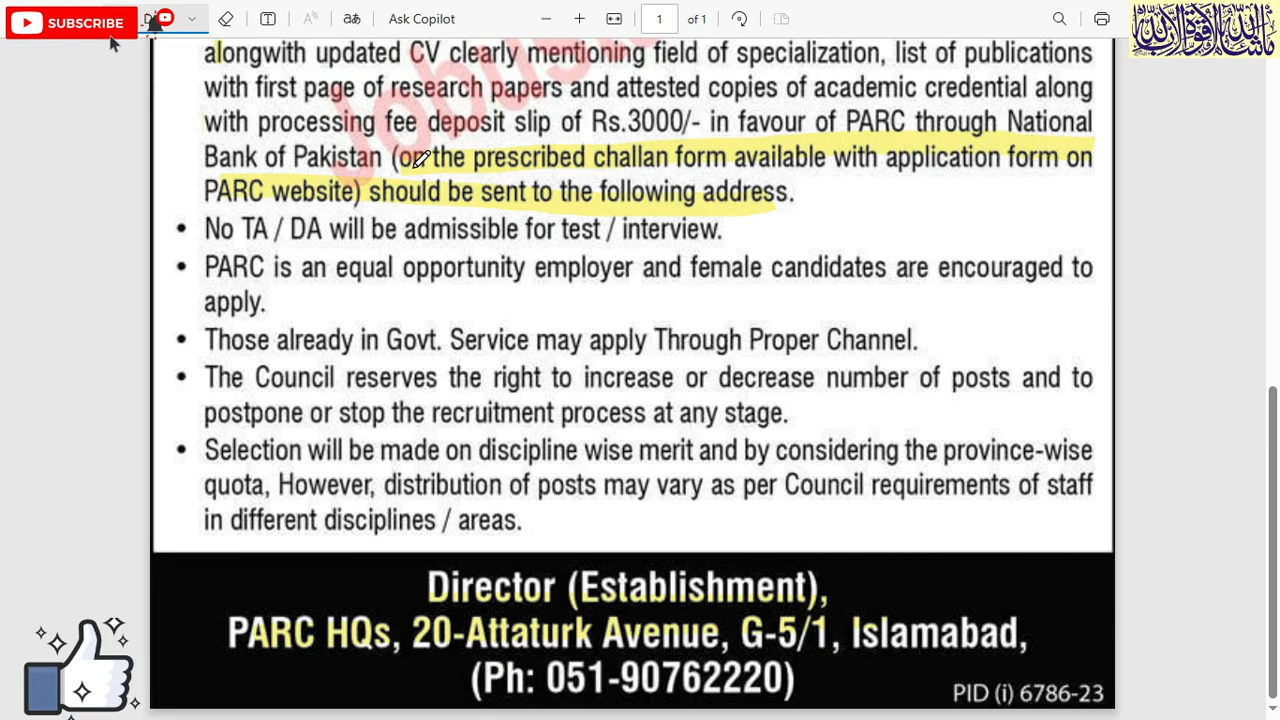 SUBSCRIBE
Ask Copilot
1 of 1
alongwith updated CV clearly mentioning field of specialization, list of publications
with first page of research papers and attested copies of academic credential along
with processing fee deposit slip of Rs.3000/- in favour of PARC through National
Bank of Pakistan (on the prescribed challan form available with application form on
PARC website) should be sent to the following address.
• No TA / DA will be admissible for test / interview.
• PARC is an equal opportunity employer and female candidates are encouraged to
apply.
• Those already in Govt. Service may apply Through Proper Channel.
• The Council reserves the right to increase or decrease number of posts and to
postpone or stop the recruitment process at any stage.
• Selection will be made on discipline wise merit and by considering the province-wise
quota, However, distribution of posts may vary as per Council requirements of staff
in different disciplines / areas.
Director (Establishment),
PARC HQs, 20-Attaturk Avenue, G-5/1, Islamabad,
(Ph: 051-90762220)
PID (i) 6786-23